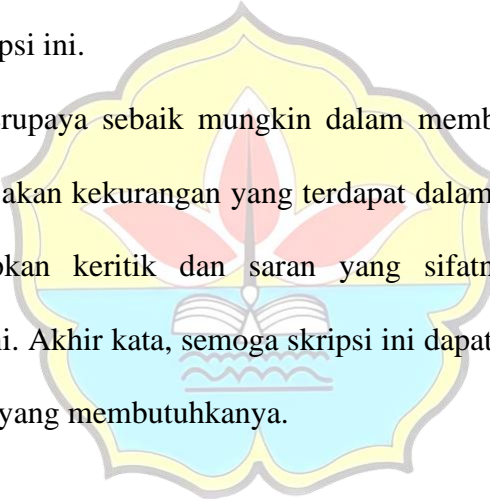 psi ini.
rupaya sebaik mungkin dalam memb
akan kekurangan yang terdapat dalam
kan keritik dan saran yang sifatn
i. Akhir kata, semoga skripsi ini dapat
yang membutuhkanya.